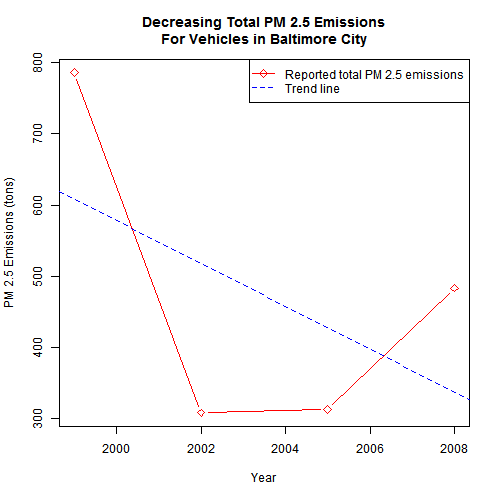 Decreasing Total PM 2.5 Emissions
For Vehicles in Baltimore City
Reported total PM 2.5 emissions
Trend line
PM 2.5 Emissions (tons)
800
700
600
500
400
300
2000 2002 2004 2006 2008
Year